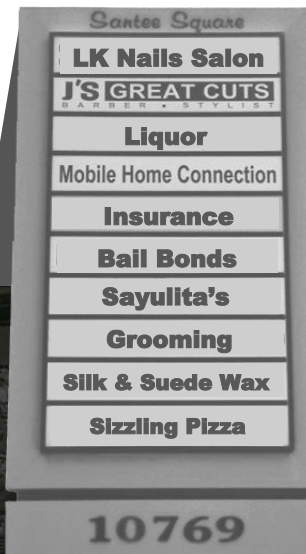 Santee Square
LK Nails Salon
J'S GREAT CUTS
BARBER • STYLIST
Liquor
Mobile Home Connection
Insurance
Bail Bonds
Sayulita's
Grooming
Silk & Suede Wax
Sizzling Pizza
10769